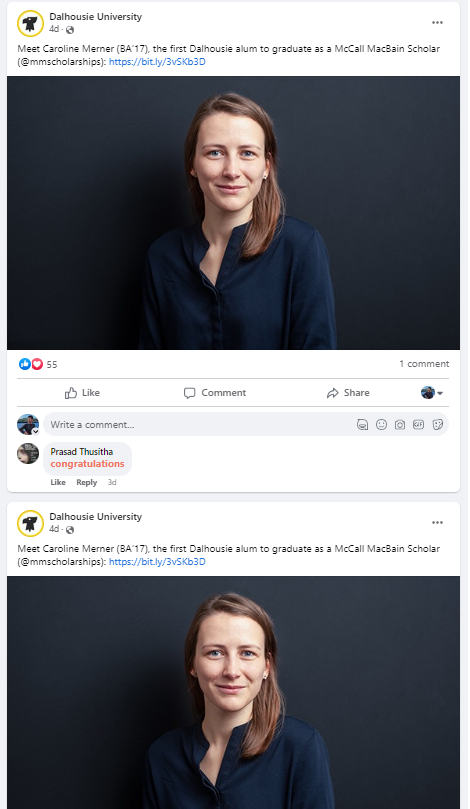 Dalhousie University
4d ·
Meet Caroline Merner (BA'17), the first Dalhousie alum to graduate as a McCall MacBain Scholar
(@mmscholarships): https://bit.ly/3vSKb3D
55
1 comment
Like Comment Share
Write a comment... GIF
Prasad Thusitha
congratulations
Like Reply 3d
Dalhousie University
4d ·
Meet Caroline Merner (BA'17), the first Dalhousie alum to graduate as a McCall MacBain Scholar
(@mmscholarships): https://bit.ly/3vSKb3D